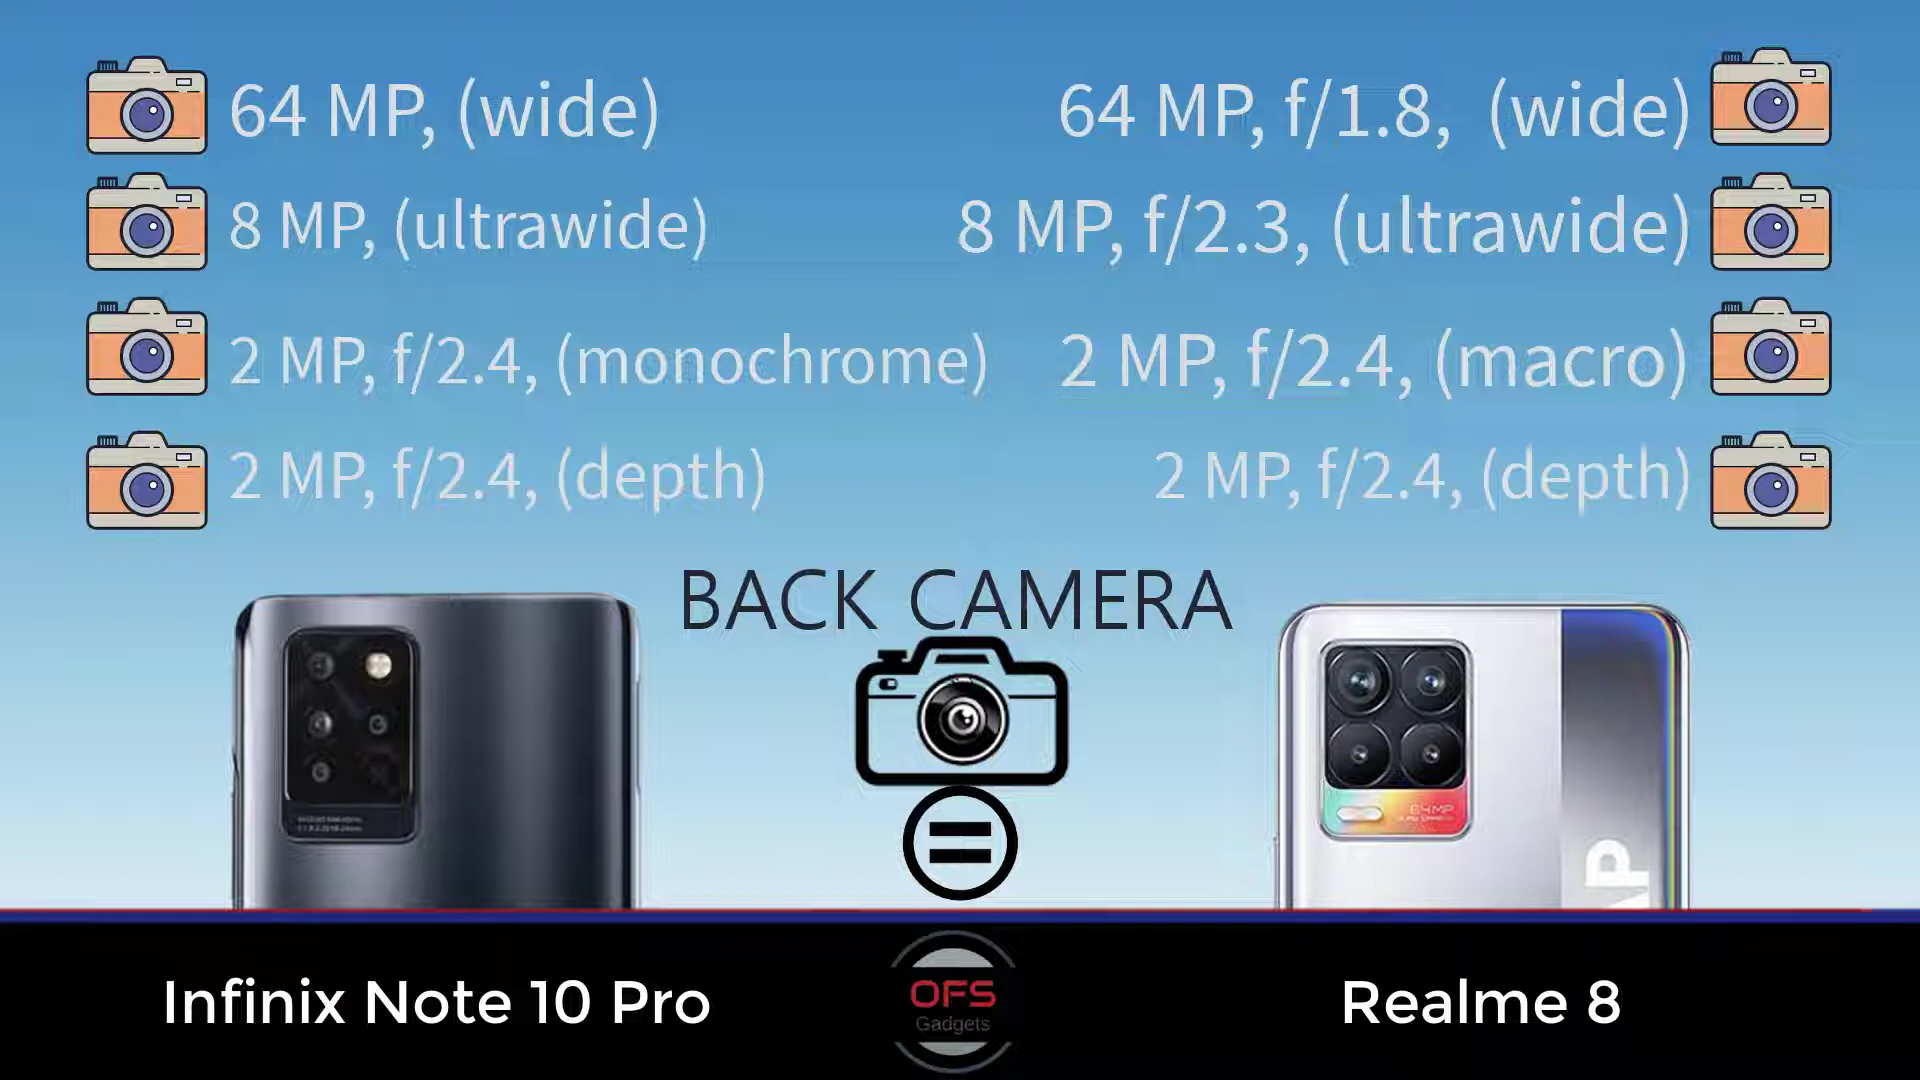 64 MP, (wide)
8 MP, (ultrawide)
2 MP, f/2.4, (monochrome)
2 MP, f/2.4, (depth)
64 MP, f/1.8, (wide)
8 MP, f/2.3, (ultrawide)
2 MP, f/2.4, (macro)
2 MP, f/2.4, (depth)
BACK CAMERA
64MP
AP
Infinix Note 10 Pro
OFS
Gadgets
Realme 8